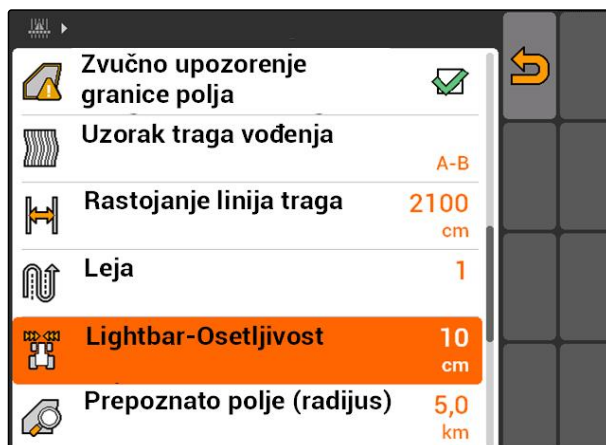 Zvučno upozorenje
granice polja
Uzorak traga vođenja
A-B
Rastojanje linija traga 2100
cm
Leja 1
Lightbar-Osetljivost 10
cm
Prepoznato polje (radijus) 5,0
km